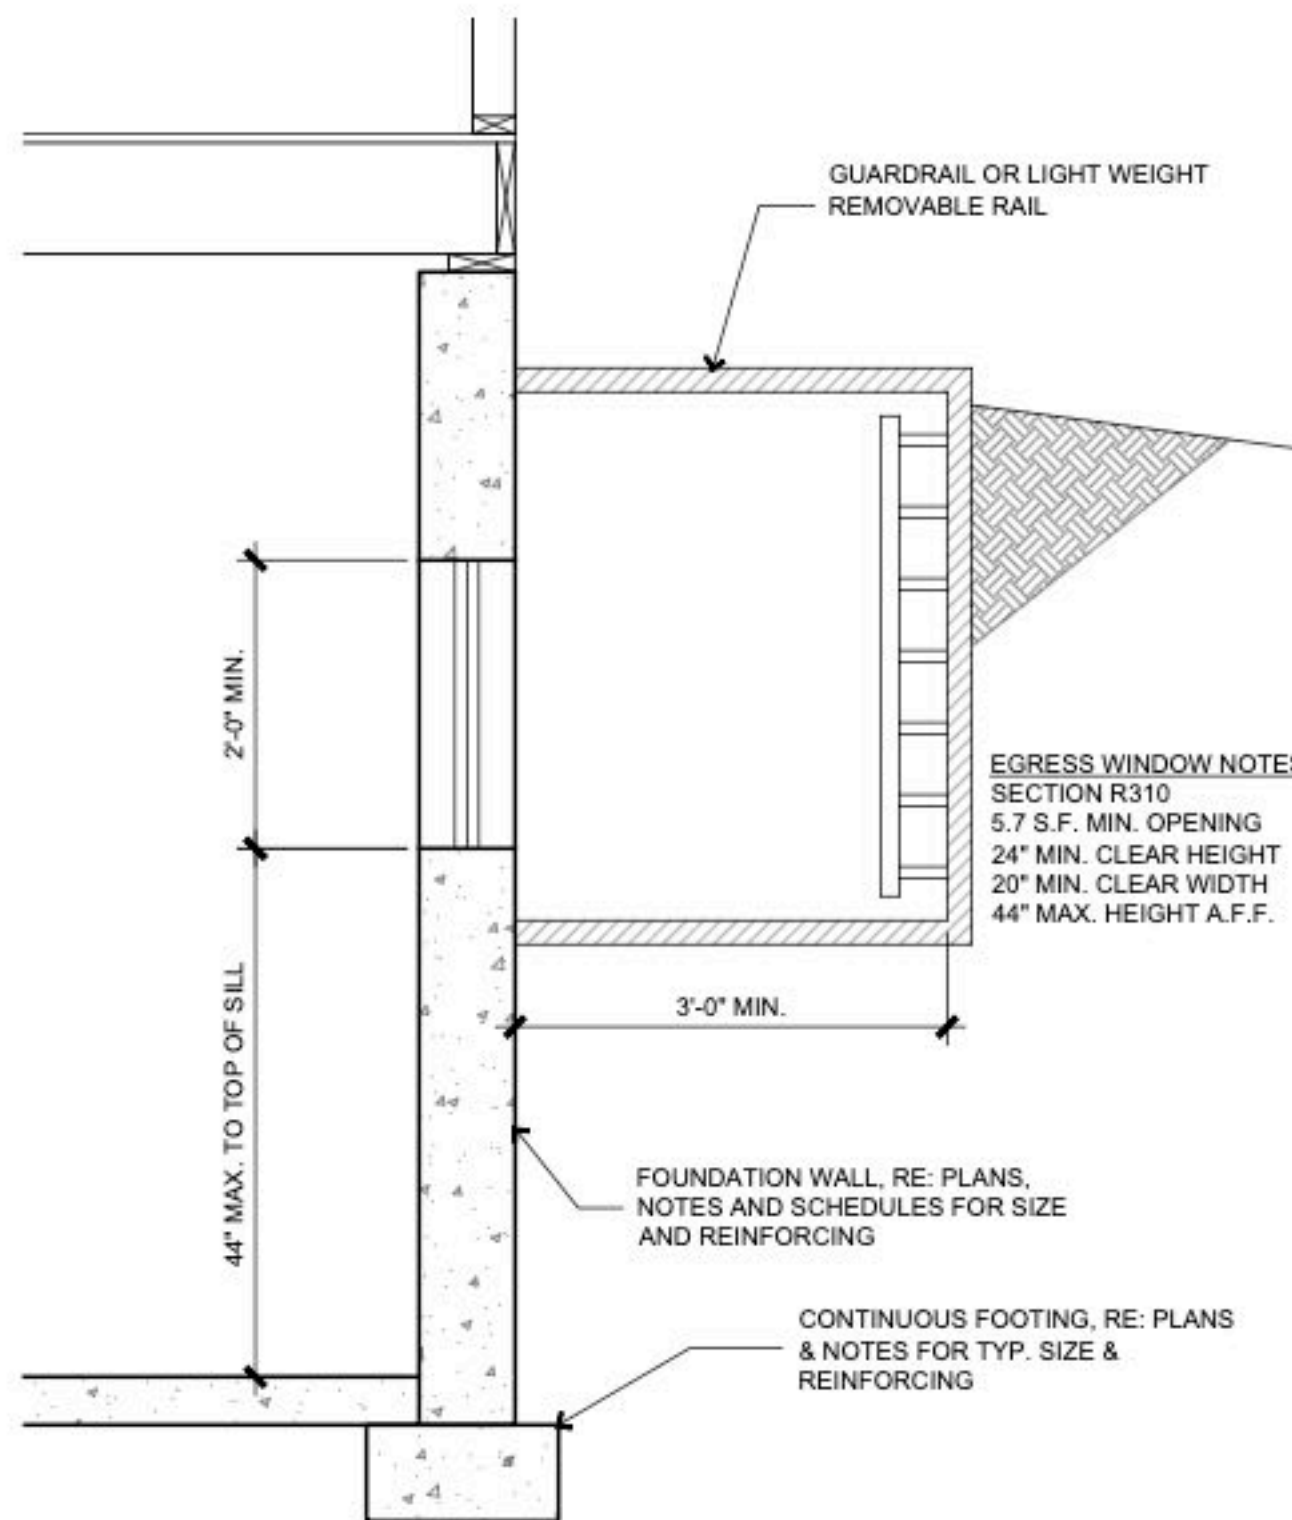 GUARDRAIL OR LIGHT WEIGHT
REMOVABLE RAIL
2'-0" MIN.
EGRESS WINDOW NOTES
SECTION R310
5.7 S.F. MIN. OPENING
24" MIN. CLEAR HEIGHT
20" MIN. CLEAR WIDTH
44" MAX. HEIGHT A.F.F.
3'-0" MIN.
44" MAX. TO TOP OF SILL
FOUNDATION WALL, RE: PLANS,
NOTES AND SCHEDULES FOR SIZE
AND REINFORCING
CONTINUOUS FOOTING, RE: PLANS
& NOTES FOR TYP. SIZE &
REINFORCING